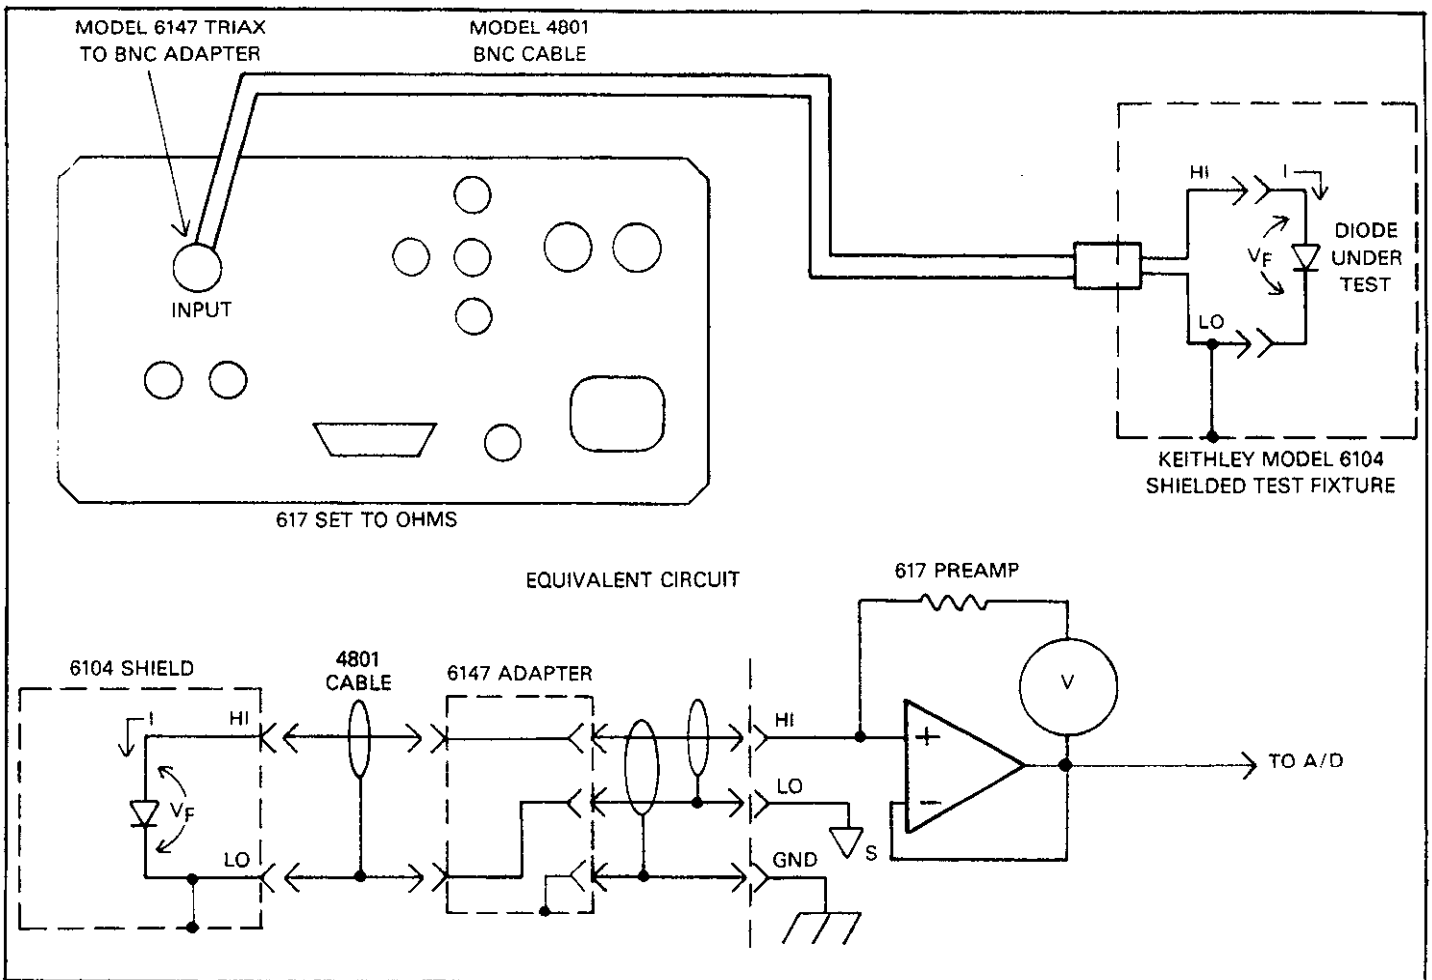 MODEL 6147 TRIAX
TO BNC ADAPTER
MODEL 4801
BNC CABLE
INPUT
617 SET TO OHMS
HI
I
VF
DIODE
UNDER
TEST
LO
KEITHLEY MODEL 6104
SHIELDED TEST FIXTURE
EQUIVALENT CIRCUIT
617 PREAMP
V
6104 SHIELD
4801
CABLE
6147 ADAPTER
I
HI
VF
LO
HI
LO
S
GND
+
−
TO A/D